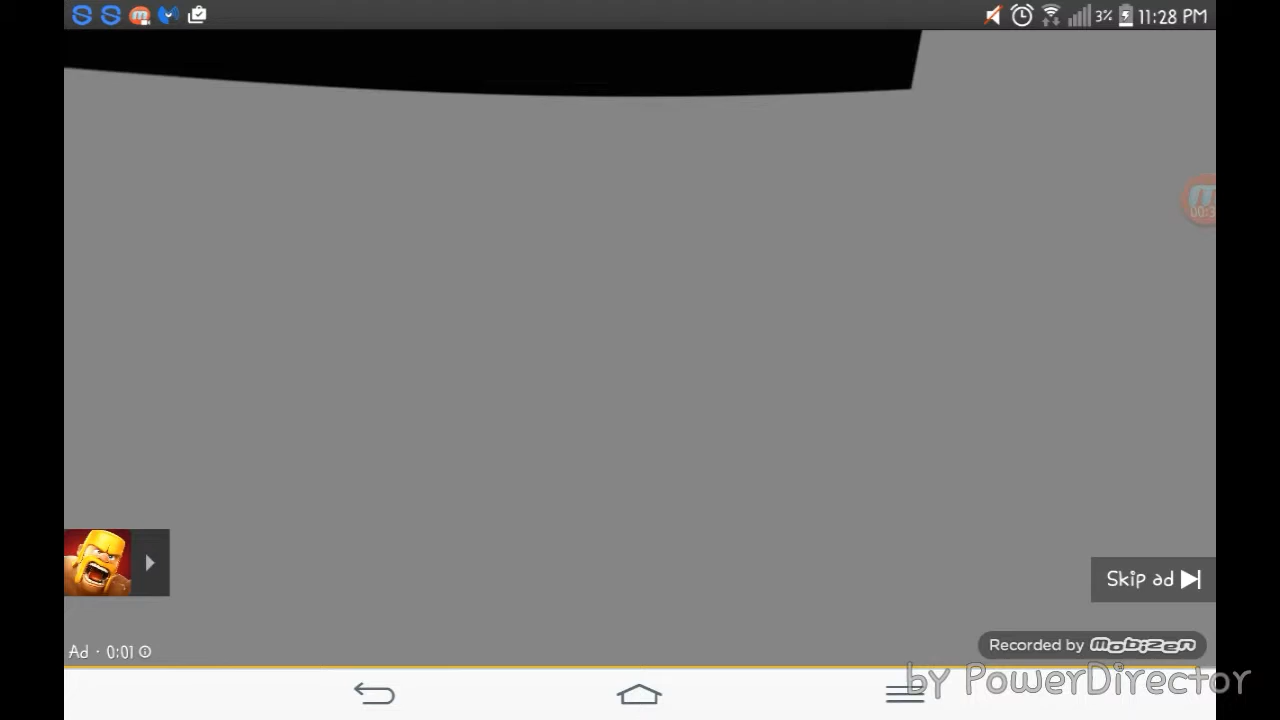 3% 11:28 PM
Skip ad
Ad · 0:01
Recorded by Mobizen
by PowerDirector